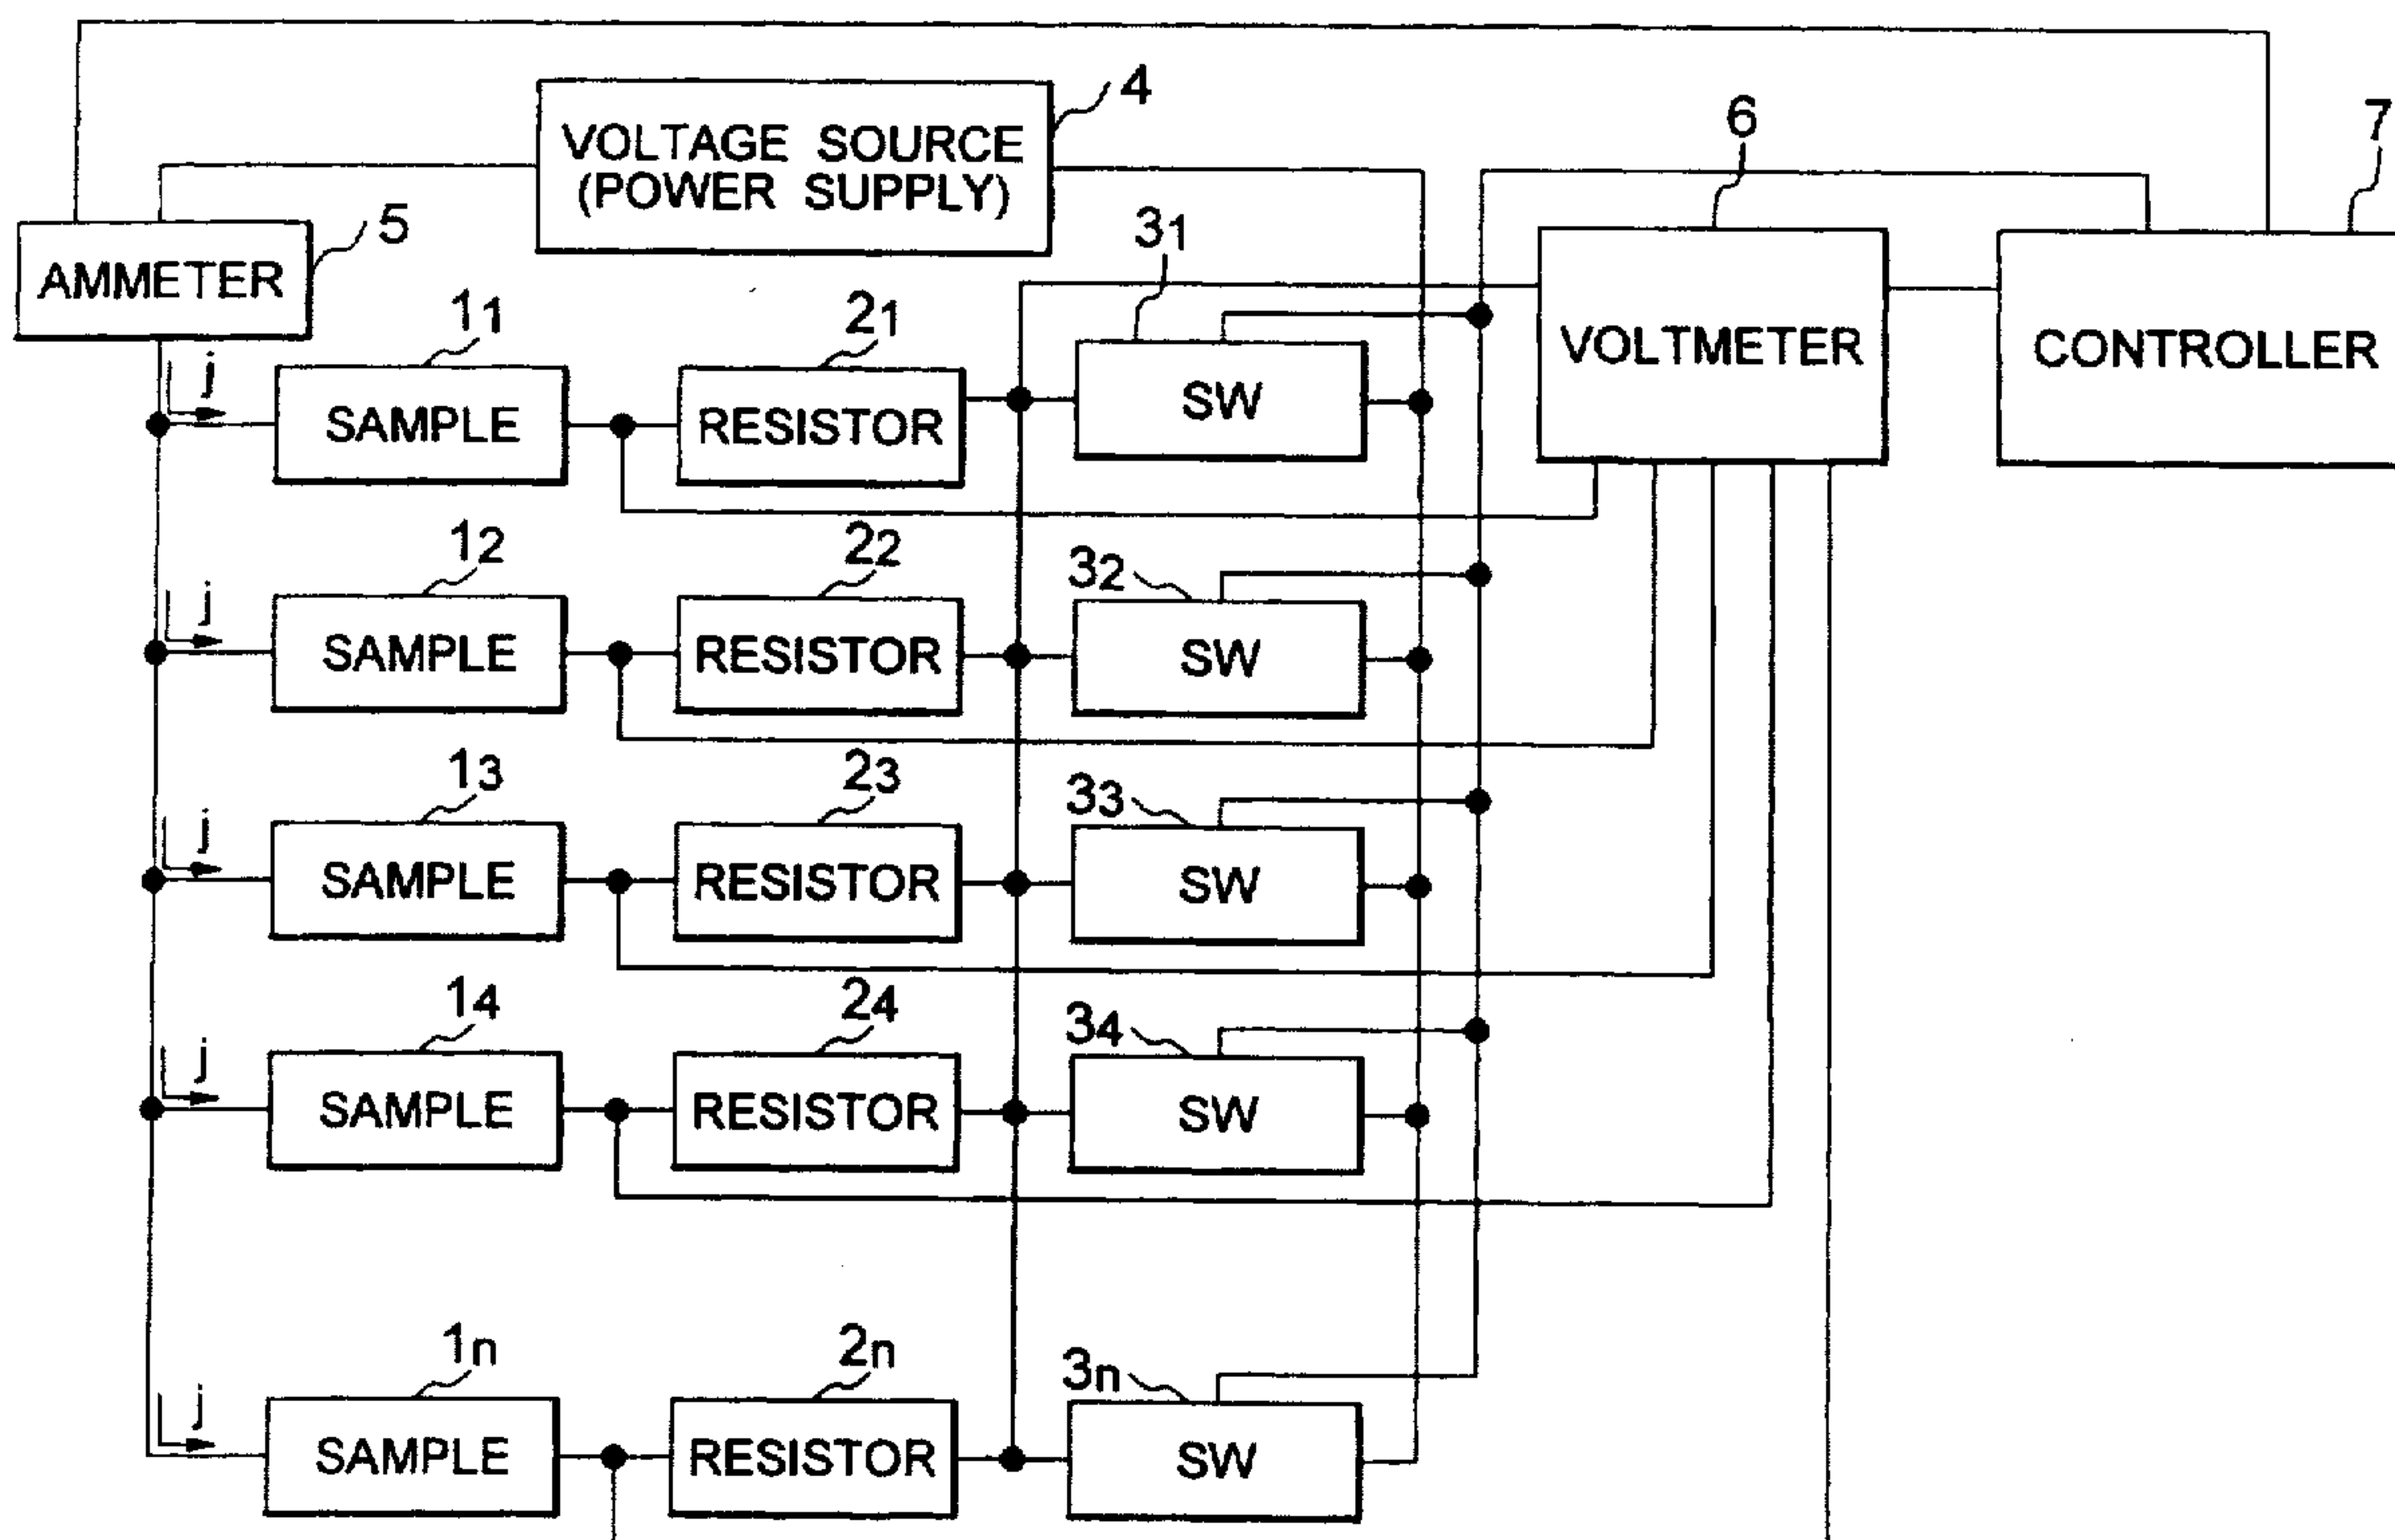 4
VOLTAGE SOURCE
(POWER SUPPLY)
6
7
5
AMMETER
31
VOLTMETER
CONTROLLER
11
21
j
SAMPLE
RESISTOR
SW
12
22
32
j
SAMPLE
RESISTOR
SW
13
23
33
j
SAMPLE
RESISTOR
SW
14
24
34
j
SAMPLE
RESISTOR
SW
1n
2n
3n
j
SAMPLE
RESISTOR
SW